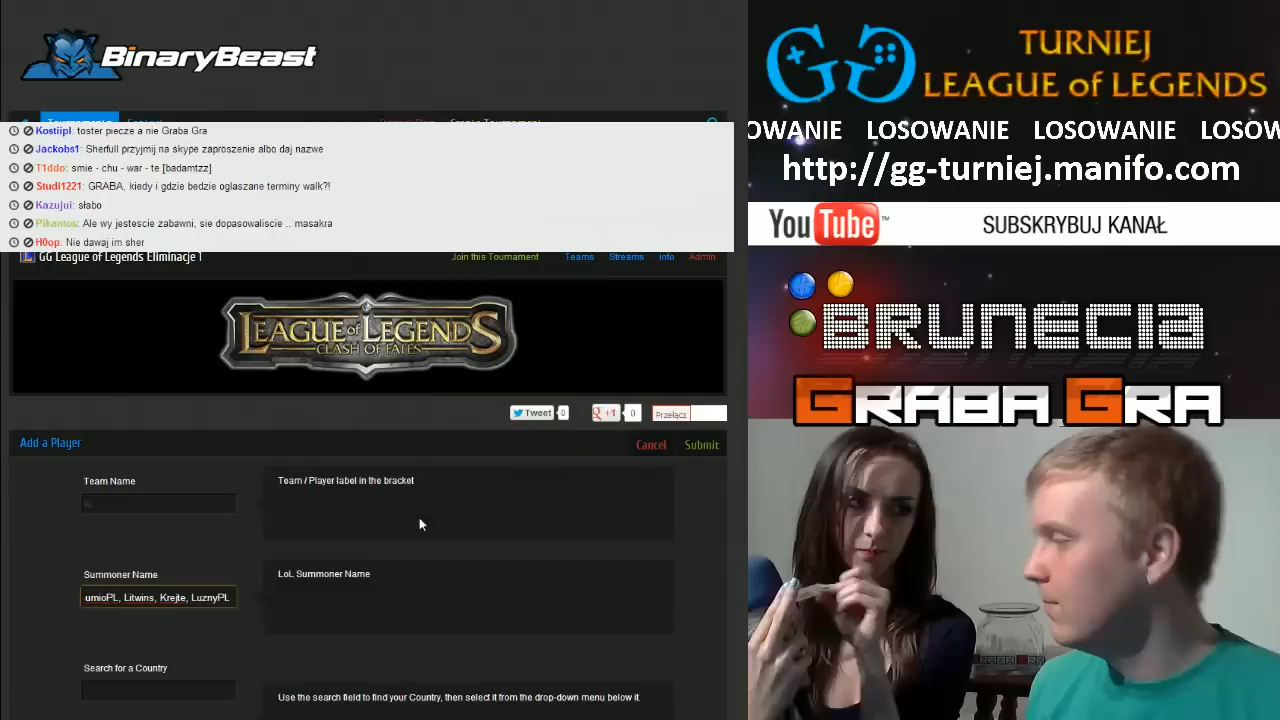 BinaryBeast
Kostiipl: toster piecze a nie Graba Gra
Jackobs1: Sherfull przyjmij na skype zaproszenie albo daj nazwe
T1ddo: smie - chu - war - te [badamtzz]
Studi1221: GRABA, kiedy i gdzie bedzie oglaszane terminy walk?!
Kazujui: słabo
Pikantos: Ale wy jestescie zabawni, sie dopasowaliscie .. masakra
H0op: Nie dawaj im sher
GG League of Legends Eliminacje 1
Join this Tournament Teams Streams Info Admin
LEAGUE of LEGENDS
CLASH OF FATES
Tweet 0 g +1 0 Przełącz
Add a Player Cancel Submit
Team Name Team / Player label in the bracket
K
Summoner Name LoL Summoner Name
umioPL, Litwins, Krejte, LuznyPL
Search for a Country
Use the search field to find your Country, then select it from the drop-down menu below it.
GG TURNIEJ
LEAGUE of LEGENDS
OWANIE LOSOWANIE LOSOWANIE LOSOW
http://gg-turniej.manifo.com
YouTube™ SUBSKRYBUJ KANAŁ
BRUNECIA
GRABA GRA
GRABA GRA